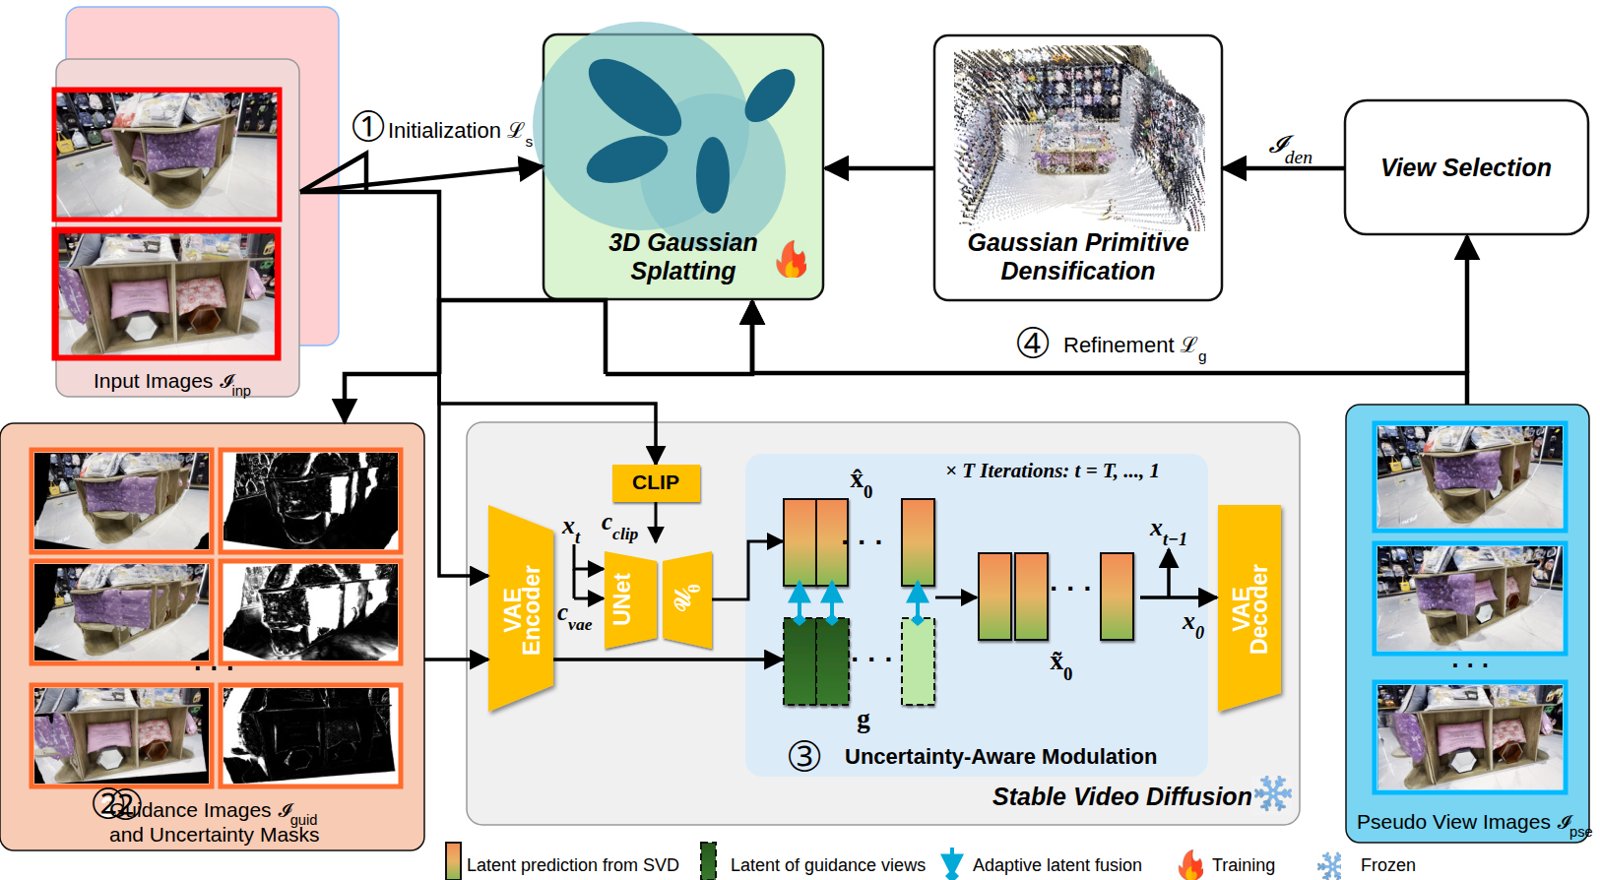 ① Initialization ℒs
Input Images 𝓘inp
3D Gaussian
Splatting
Gaussian Primitive
Densification
𝓘den
View Selection
④ Refinement ℒg
CLIP
xt
cclip
cvae
VAE
Encoder
UNet
x̂0
× T Iterations: t = T, ..., 1
. . .
. . .
. . .
xt−1
x0
x̃0
g
VAE
Decoder
③ Uncertainty-Aware Modulation
Stable Video Diffusion
. . .
② Guidance Images 𝓘guid
and Uncertainty Masks
. . .
Pseudo View Images 𝓘pse
Latent prediction from SVD
Latent of guidance views
Adaptive latent fusion
Training
Frozen